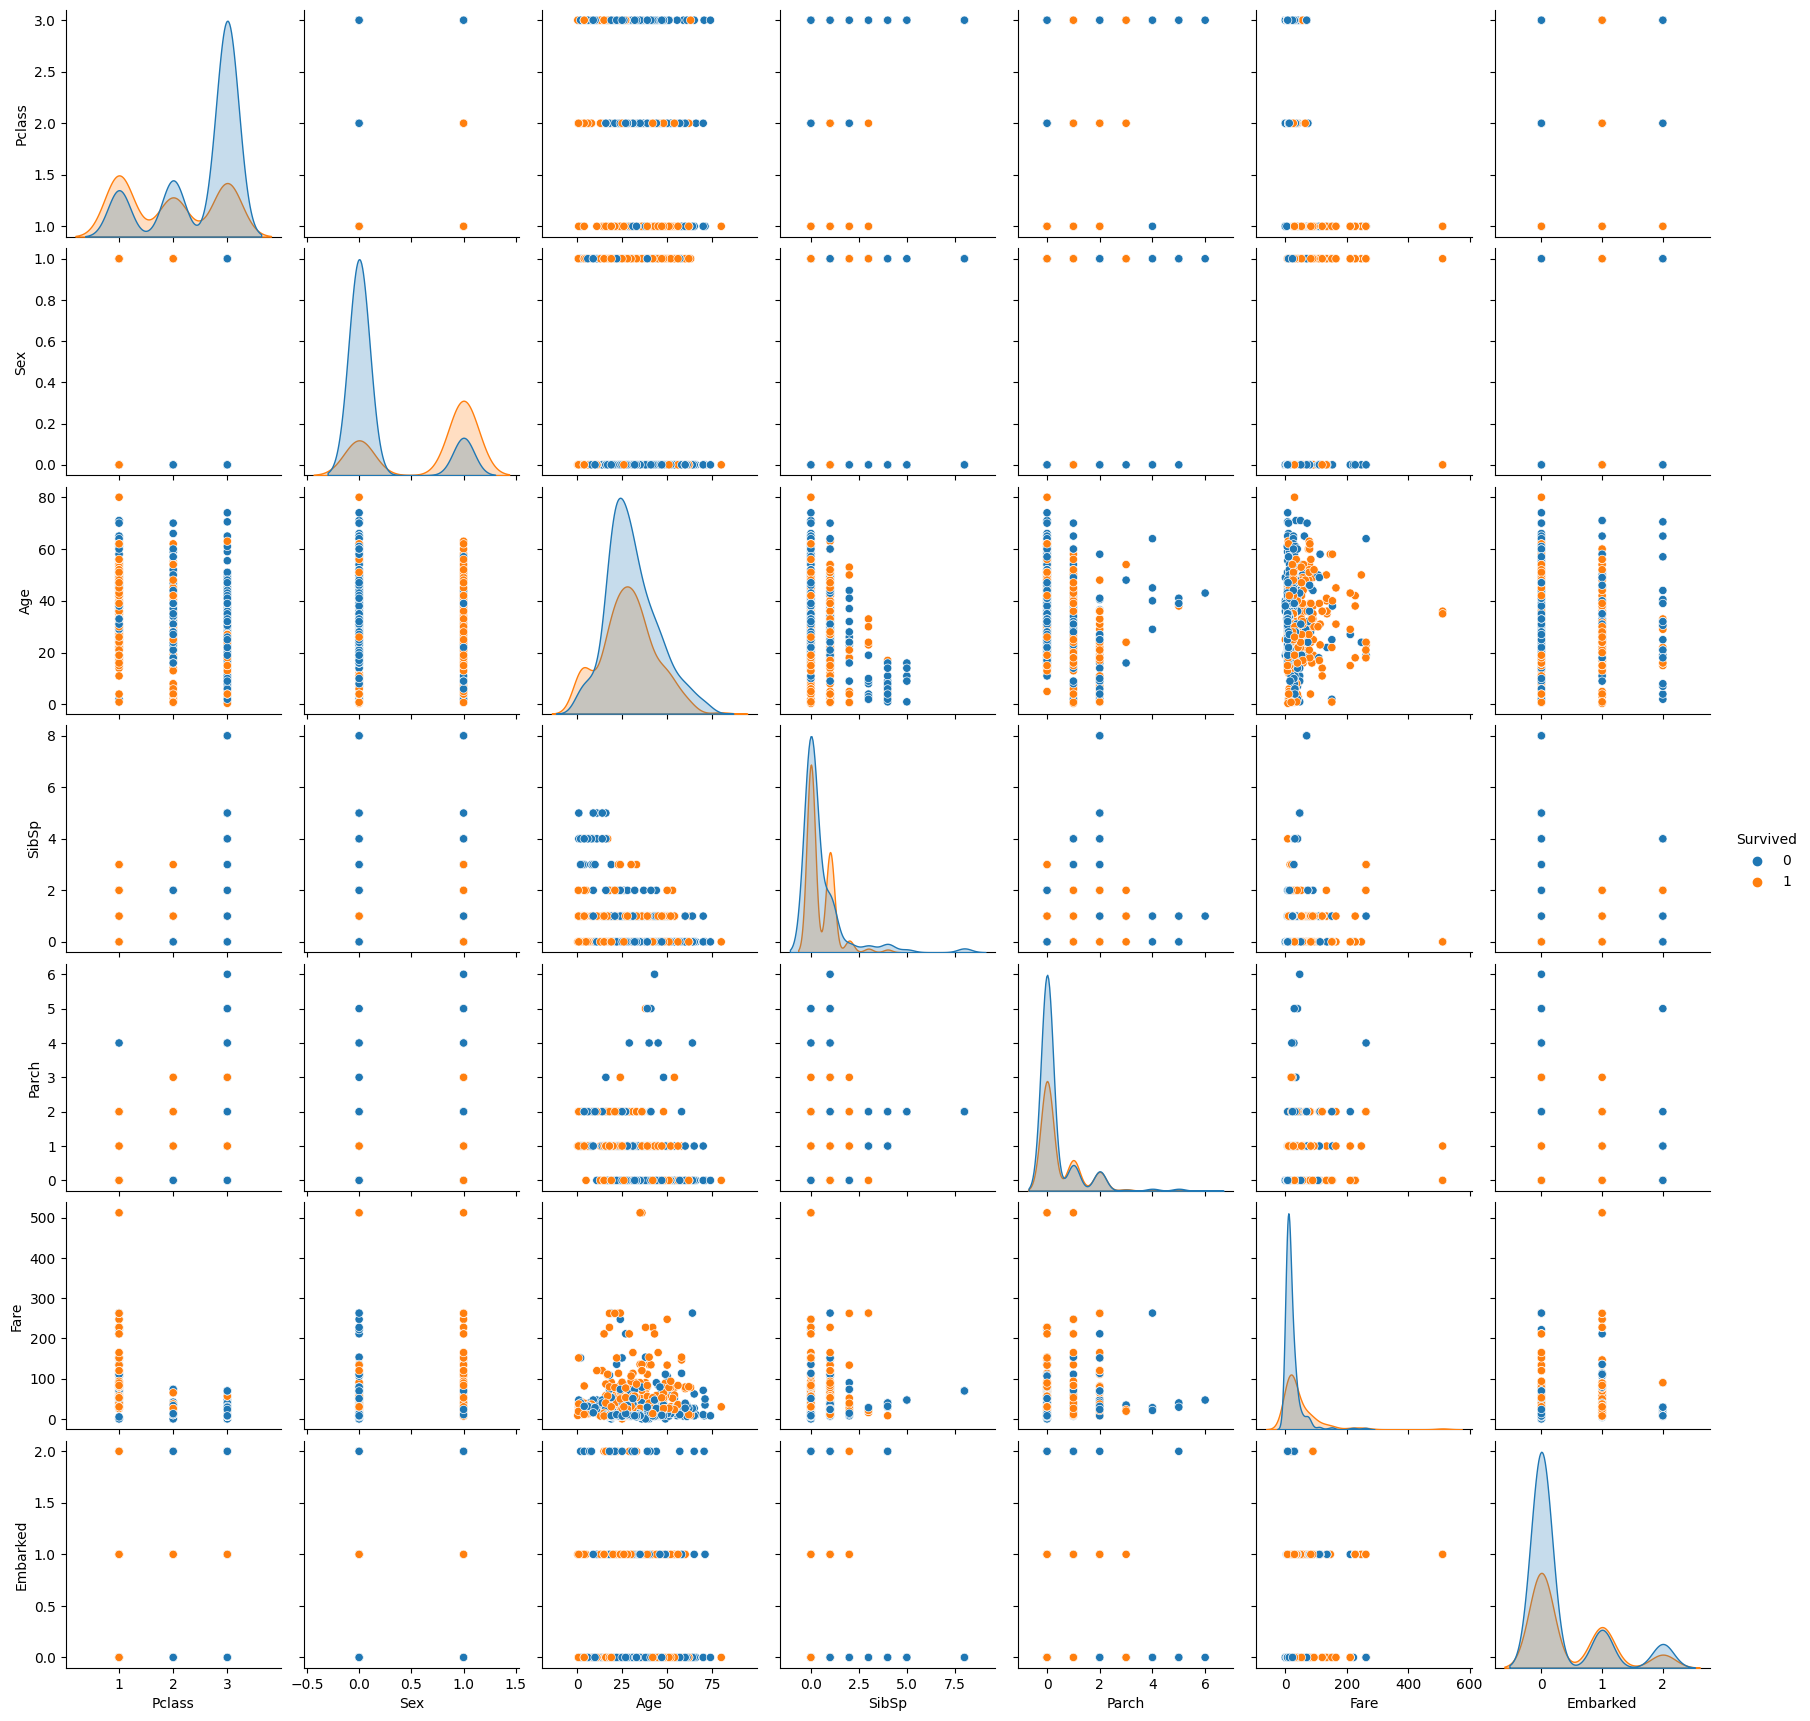 3.0
2.5
2.0
1.5
1.0
Pclass
1.0
0.8
0.6
0.4
0.2
0.0
Sex
80
60
40
20
0
Age
8
6
4
2
0
SibSp
Survived
0
1
6
5
4
3
2
1
0
Parch
500
400
300
200
100
0
Fare
2.0
1.5
1.0
0.5
0.0
Embarked
1 2 3
−0.5 0.0 0.5 1.0 1.5
0 25 50 75
0.0 2.5 5.0 7.5
0 2 4 6
0 200 400 600
0 1 2
Pclass Sex Age SibSp Parch Fare Embarked